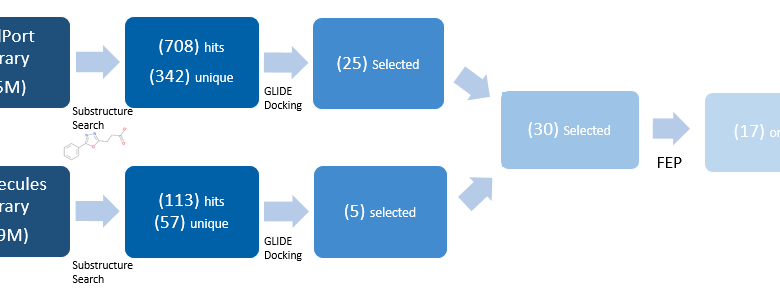 lPort
rary
M)
Substructure
Search
(708) hits
(342) unique
GLIDE
Docking
(25) Selected
ecules
rary
9M)
Substructure
Search
(113) hits
(57) unique
GLIDE
Docking
(5) selected
(30) Selected
FEP
(17) or